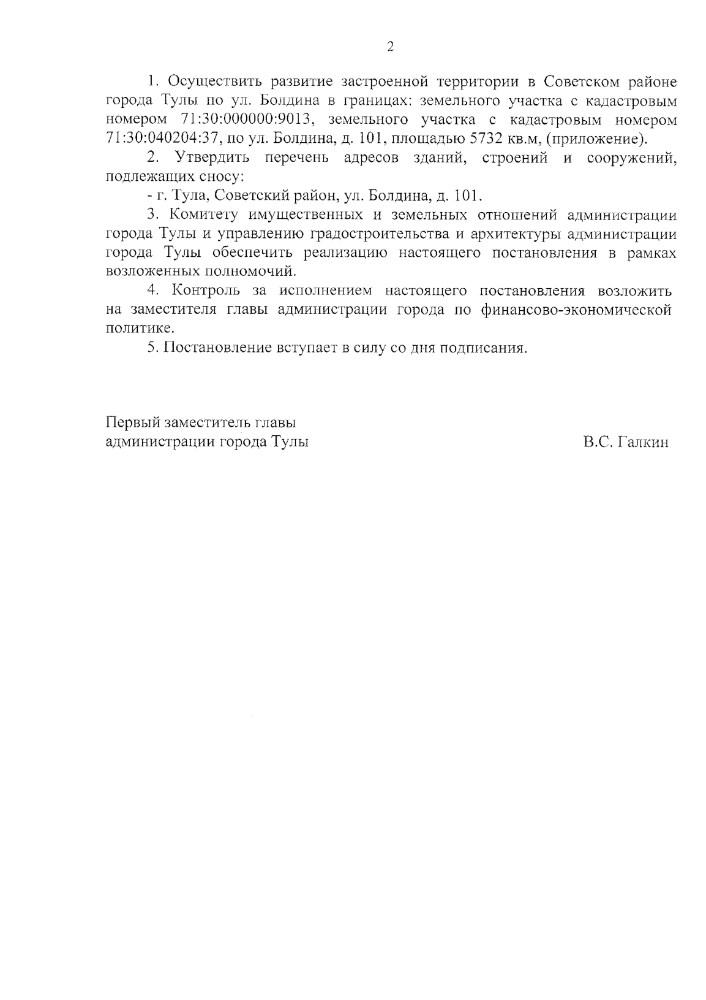 2
1. Осуществить развитие застроенной территории в Советском районе
города Тулы по ул. Болдина в границах: земельного участка с кадастровым
номером 71:30:000000:9013, земельного участка с кадастровым номером
71:30:040204:37, по ул. Болдина, д. 101, площадью 5732 кв.м, (приложение).
2. Утвердить перечень адресов зданий, строений и сооружений,
подлежащих сносу:
- г. Тула, Советский район, ул. Болдина, д. 101.
3. Комитету имущественных и земельных отношений администрации
города Тулы и управлению градостроительства и архитектуры администрации
города Тулы обеспечить реализацию настоящего постановления в рамках
возложенных полномочий.
4. Контроль за исполнением настоящего постановления возложить
на заместителя главы администрации города по финансово-экономической
политике.
5. Постановление вступает в силу со дня подписания.
Первый заместитель главы
администрации города Тулы В.С. Галкин